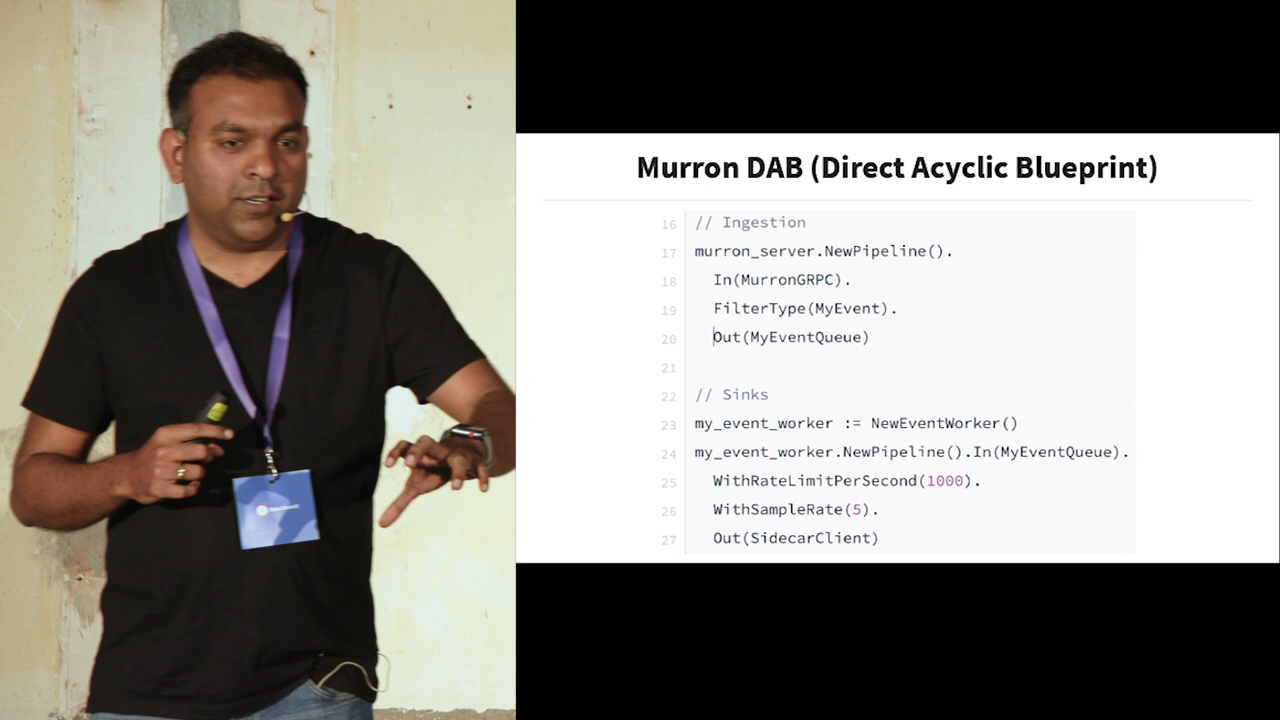 Murron DAB (Direct Acyclic Blueprint)
16 // Ingestion
17 murron_server.NewPipeline().
18 In(MurronGRPC).
19 FilterType(MyEvent).
20 Out(MyEventQueue)
21
22 // Sinks
23 my_event_worker := NewEventWorker()
24 my_event_worker.NewPipeline().In(MyEventQueue).
25 WithRateLimitPerSecond(1000).
26 WithSampleRate(5).
27 Out(SidecarClient)